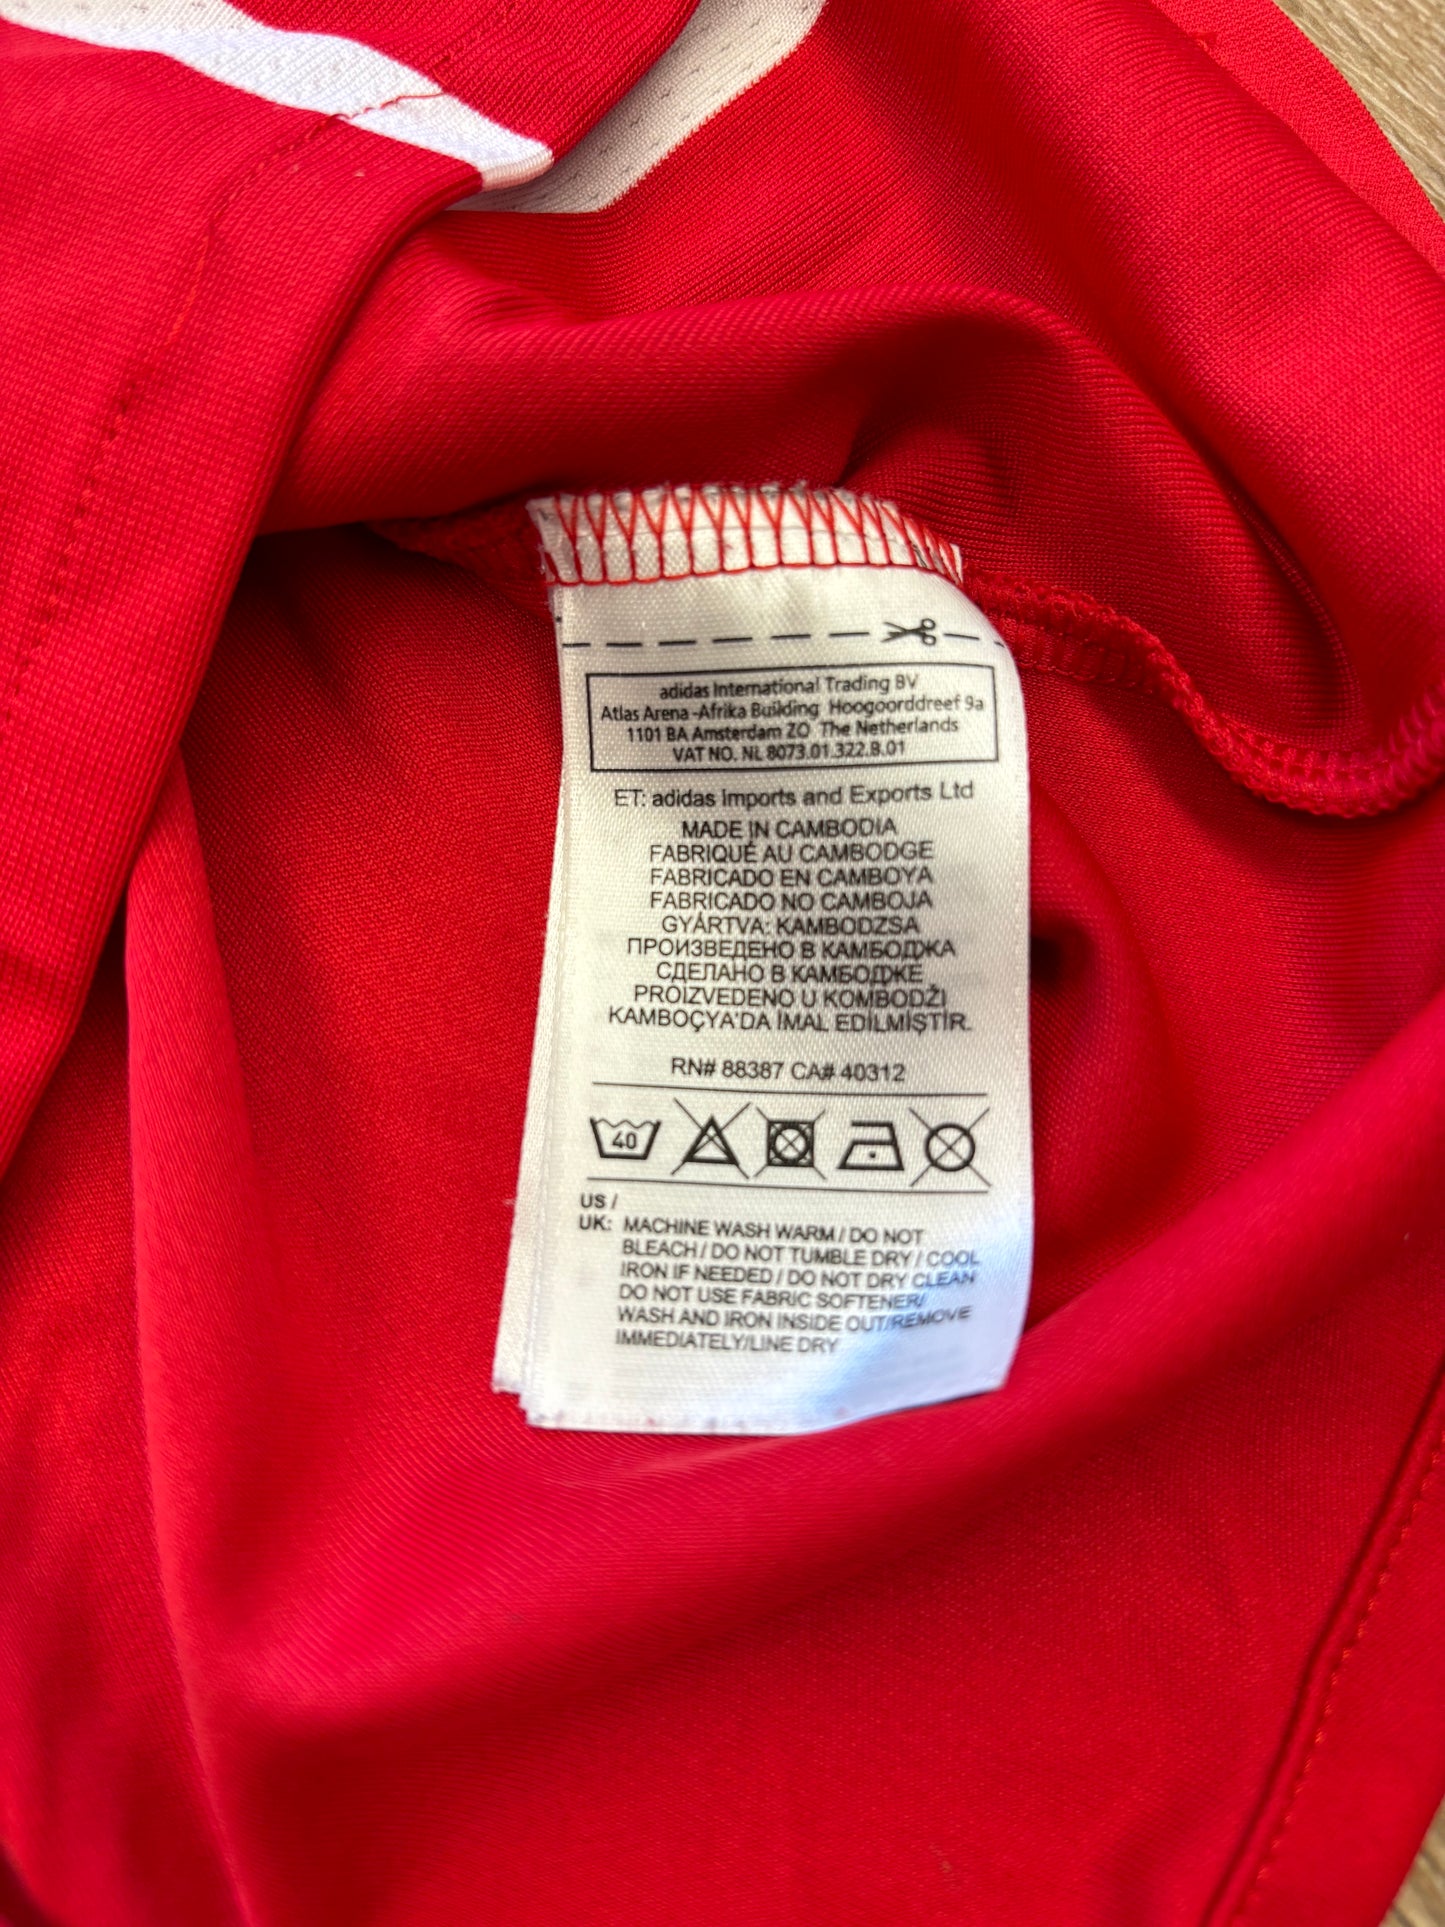 adidas International Trading BV
Atlas Arena -Afrika Building Hoogoorddreef 9a
1101 BA Amsterdam ZO The Netherlands
VAT NO. NL 8073.01.322.B.01
ET: adidas Imports and Exports Ltd
MADE IN CAMBODIA
FABRIQUÉ AU CAMBODGE
FABRICADO EN CAMBOYA
FABRICADO NO CAMBOJA
GYÁRTVA: KAMBODZSA
ПРОИЗВЕДЕНО В КАМБОДЖА
СДЕЛАНО В КАМБОДЖЕ
PROIZVEDENO U KOMBODŽI
KAMBOÇYA'DA İMAL EDİLMİŞTİR.
RN# 88387 CA# 40312
40
US /
UK: MACHINE WASH WARM / DO NOT
BLEACH / DO NOT TUMBLE DRY / COOL
IRON IF NEEDED / DO NOT DRY CLEAN
DO NOT USE FABRIC SOFTENER/
WASH AND IRON INSIDE OUT/REMOVE
IMMEDIATELY/LINE DRY